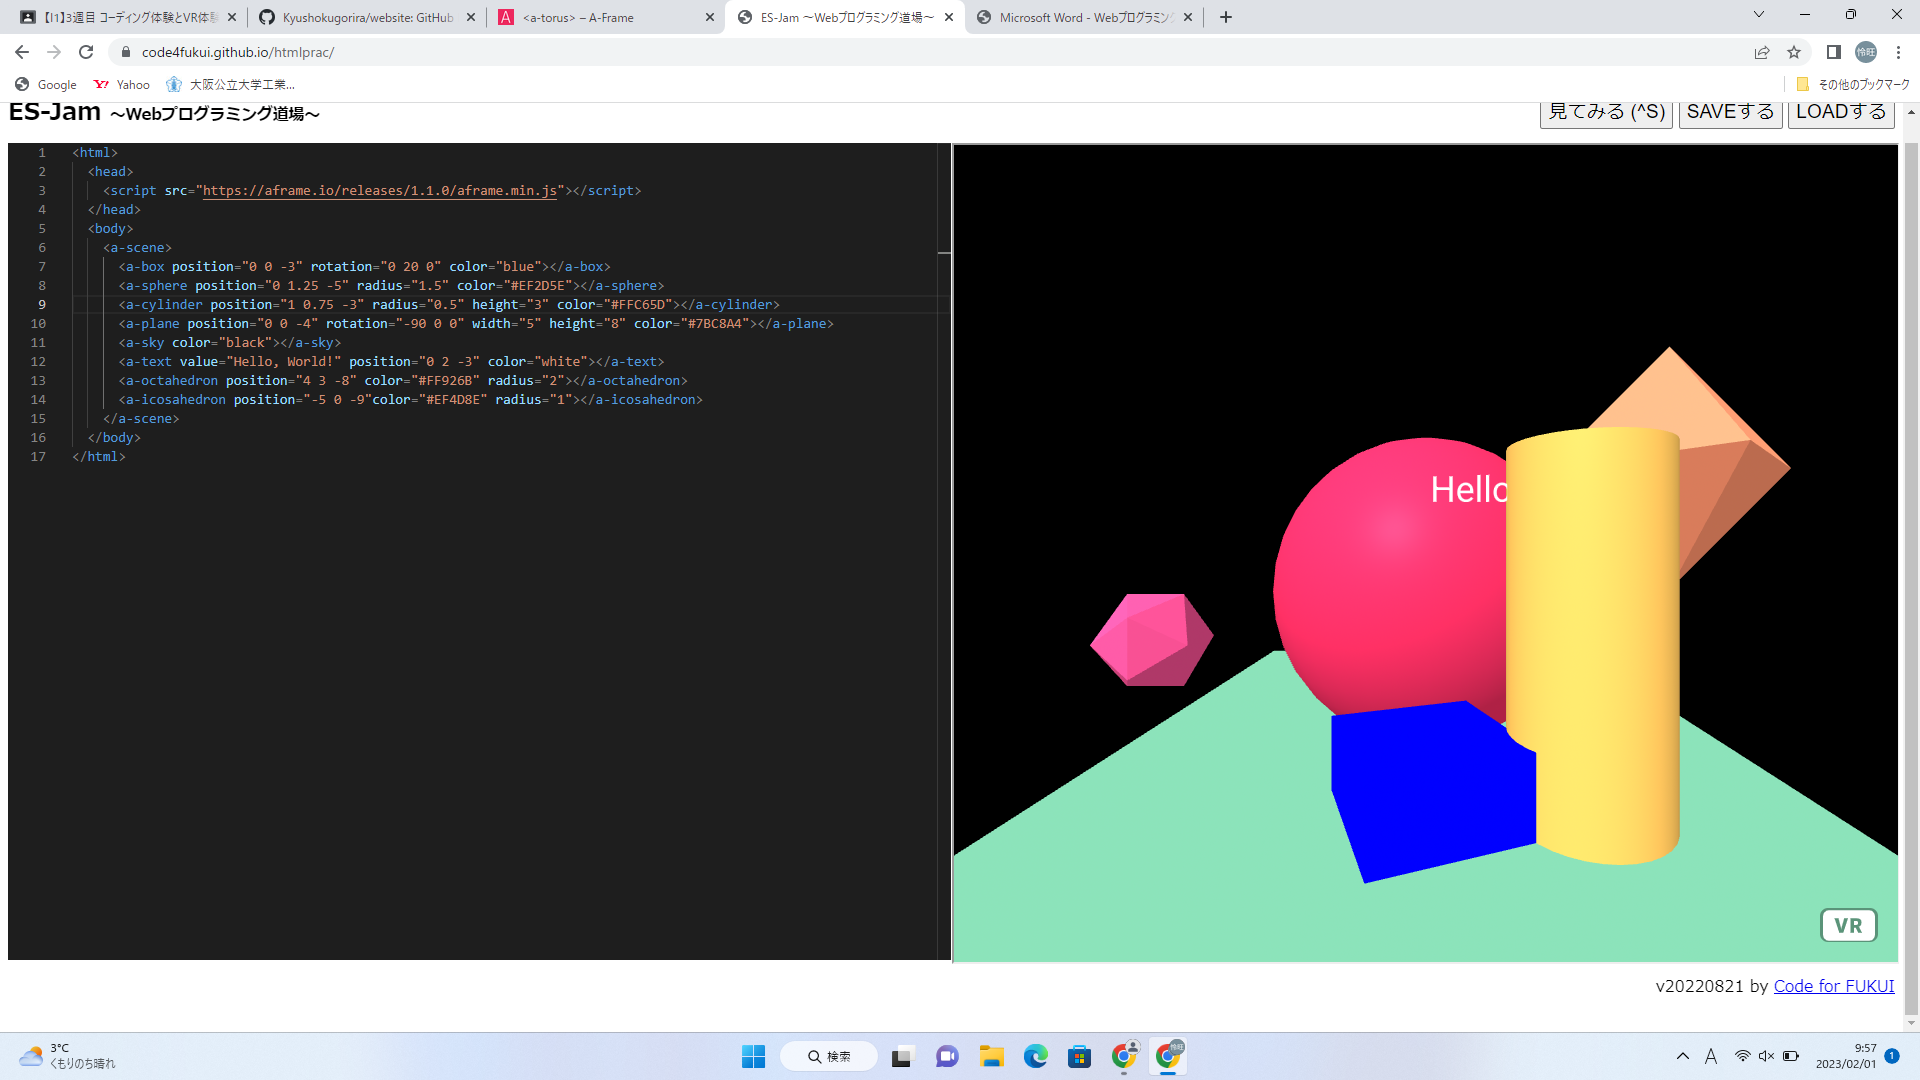 【I1】3週目 コーディング体験とVR体験
Kyushokugorira/website: GitHub
<a-torus> – A-Frame
ES-Jam ～Webプログラミング道場～
Microsoft Word - Webプログラミン
code4fukui.github.io/htmlprac/
怜旺
Google
Yahoo
大阪公立大学工業...
その他のブックマーク
ES-Jam ～Webプログラミング道場～
見てみる (^S)
SAVEする
LOADする
1 <html>
2 <head>
3 <script src="https://aframe.io/releases/1.1.0/aframe.min.js"></script>
4 </head>
5 <body>
6 <a-scene>
7 <a-box position="0 0 -3" rotation="0 20 0" color="blue"></a-box>
8 <a-sphere position="0 1.25 -5" radius="1.5" color="#EF2D5E"></a-sphere>
9 <a-cylinder position="1 0.75 -3" radius="0.5" height="3" color="#FFC65D"></a-cylinder>
10 <a-plane position="0 0 -4" rotation="-90 0 0" width="5" height="8" color="#7BC8A4"></a-plane>
11 <a-sky color="black"></a-sky>
12 <a-text value="Hello, World!" position="0 2 -3" color="white"></a-text>
13 <a-octahedron position="4 3 -8" color="#FF926B" radius="2"></a-octahedron>
14 <a-icosahedron position="-5 0 -9"color="#EF4D8E" radius="1"></a-icosahedron>
15 </a-scene>
16 </body>
17 </html>
Hello
VR
v20220821 by Code for FUKUI
3°C
くもりのち晴れ
検索
A
9:57
2023/02/01
1